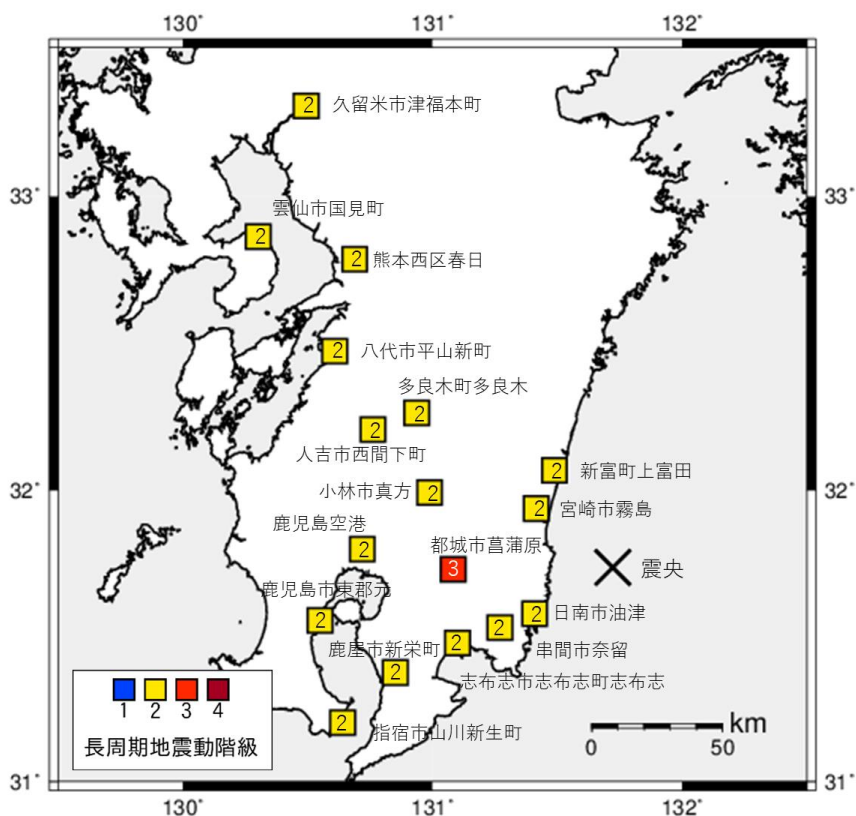 130° 131° 132°
久留米市津福本町
33° 33°
雲仙市国見町
熊本西区春日
八代市平山新町
多良木町多良木
人吉市西間下町
新富町上富田
小林市真方
32° 32°
宮崎市霧島
鹿児島空港
都城市菖蒲原
震央
鹿児島市東郡元
日南市油津
鹿屋市新栄町
串間市奈留
志布志市志布志町志布志
指宿市山川新生町
1 2 3 4
長周期地震動階級
km
0 50
31° 31°
130° 131° 132°
2
2
2
2
2
2
2
2
2
2
3
2
2
2
2
2
2
2 3 4